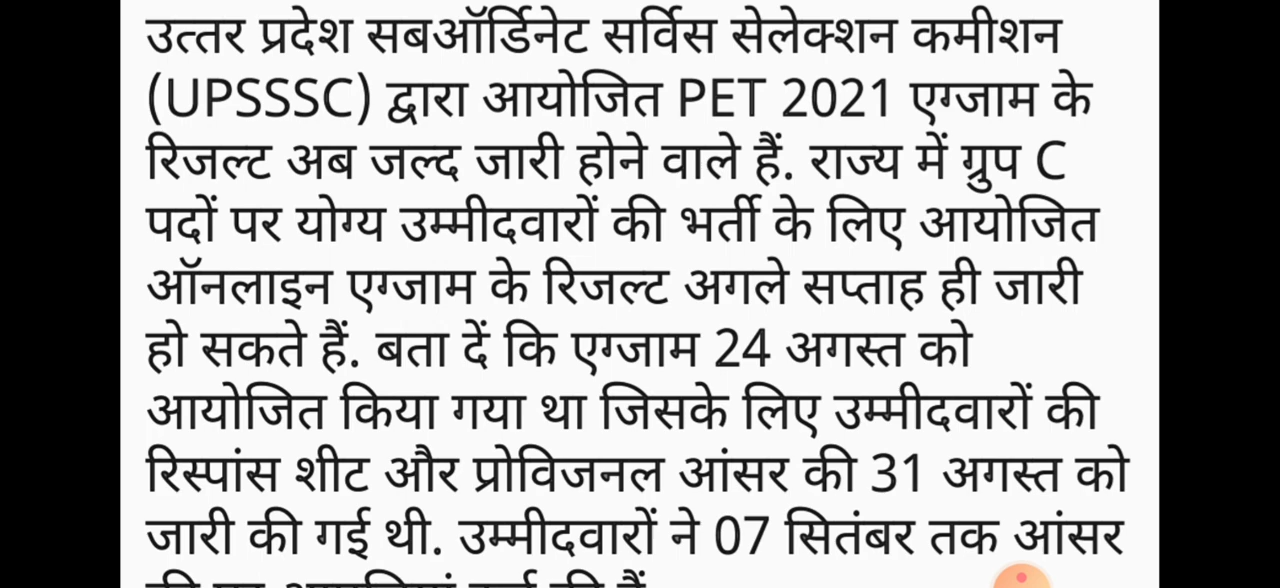 उत्तर प्रदेश सबऑर्डिनेट सर्विस सेलेक्शन कमीशन
(UPSSSC) द्वारा आयोजित PET 2021 एग्जाम के
रिजल्ट अब जल्द जारी होने वाले हैं. राज्य में ग्रुप C
पदों पर योग्य उम्मीदवारों की भर्ती के लिए आयोजित
ऑनलाइन एग्जाम के रिजल्ट अगले सप्ताह ही जारी
हो सकते हैं. बता दें कि एग्जाम 24 अगस्त को
आयोजित किया गया था जिसके लिए उम्मीदवारों की
रिस्पांस शीट और प्रोविजनल आंसर की 31 अगस्त को
जारी की गई थी. उम्मीदवारों ने 07 सितंबर तक आंसर